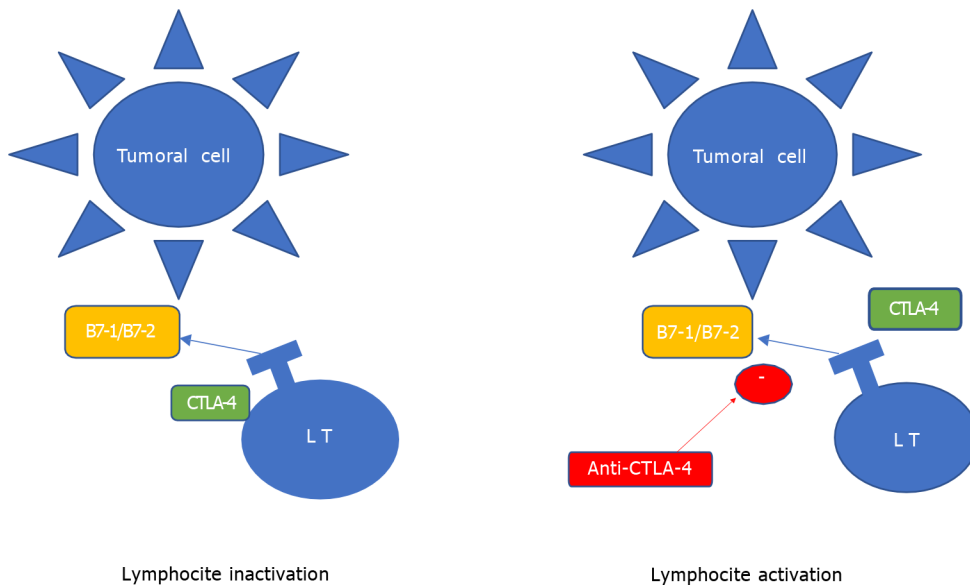 Tumoral cell
B7-1/B7-2
CTLA-4
L T
Lymphocite inactivation
Tumoral cell
CTLA-4
B7-1/B7-2
-
Anti-CTLA-4
L T
Lymphocite activation